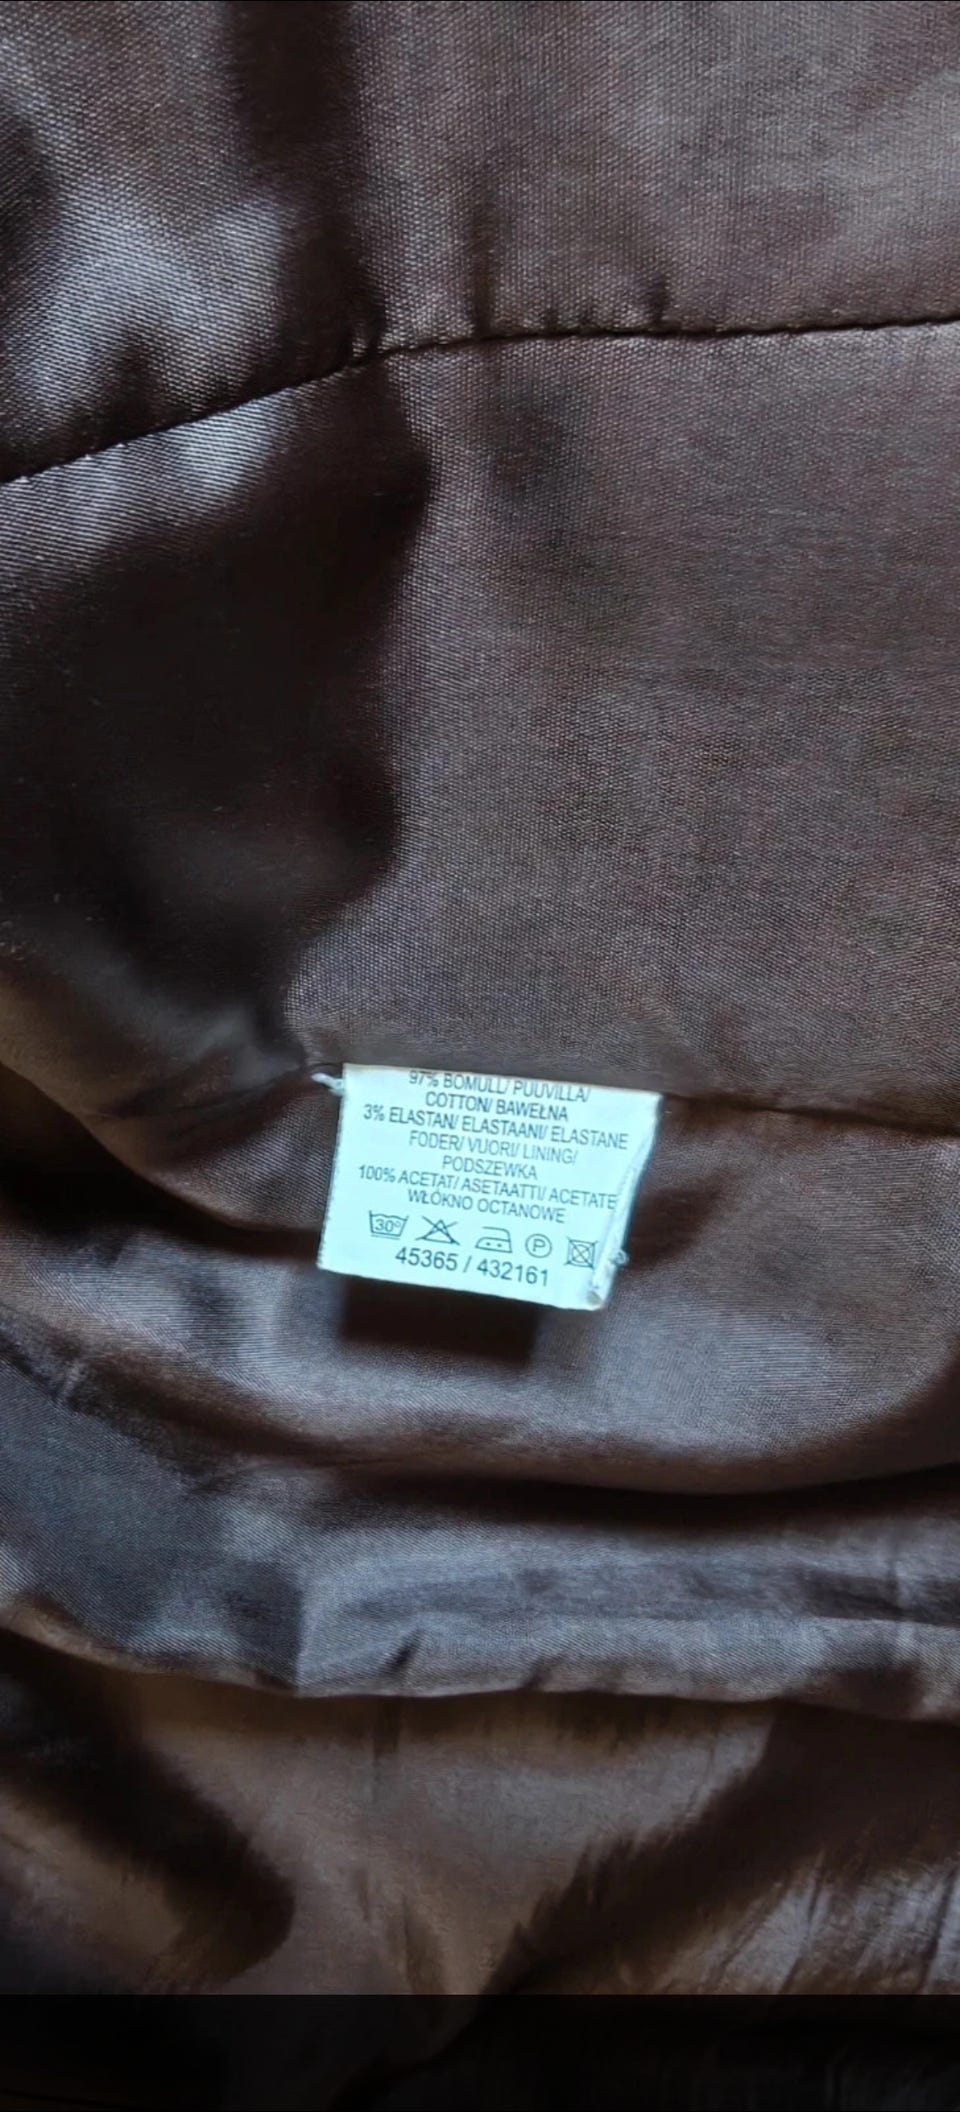 97% BOMULL/ PUUVILLA/
COTTON/ BAWEŁNA
3% ELASTAN/ ELASTAANI/ ELASTANE
FODER/ VUORI/ LINING/
PODSZEWKA
100% ACETAT/ ASETAATTI/ ACETATE
WŁÓKNO OCTANOWE
30° P
45365 / 432161